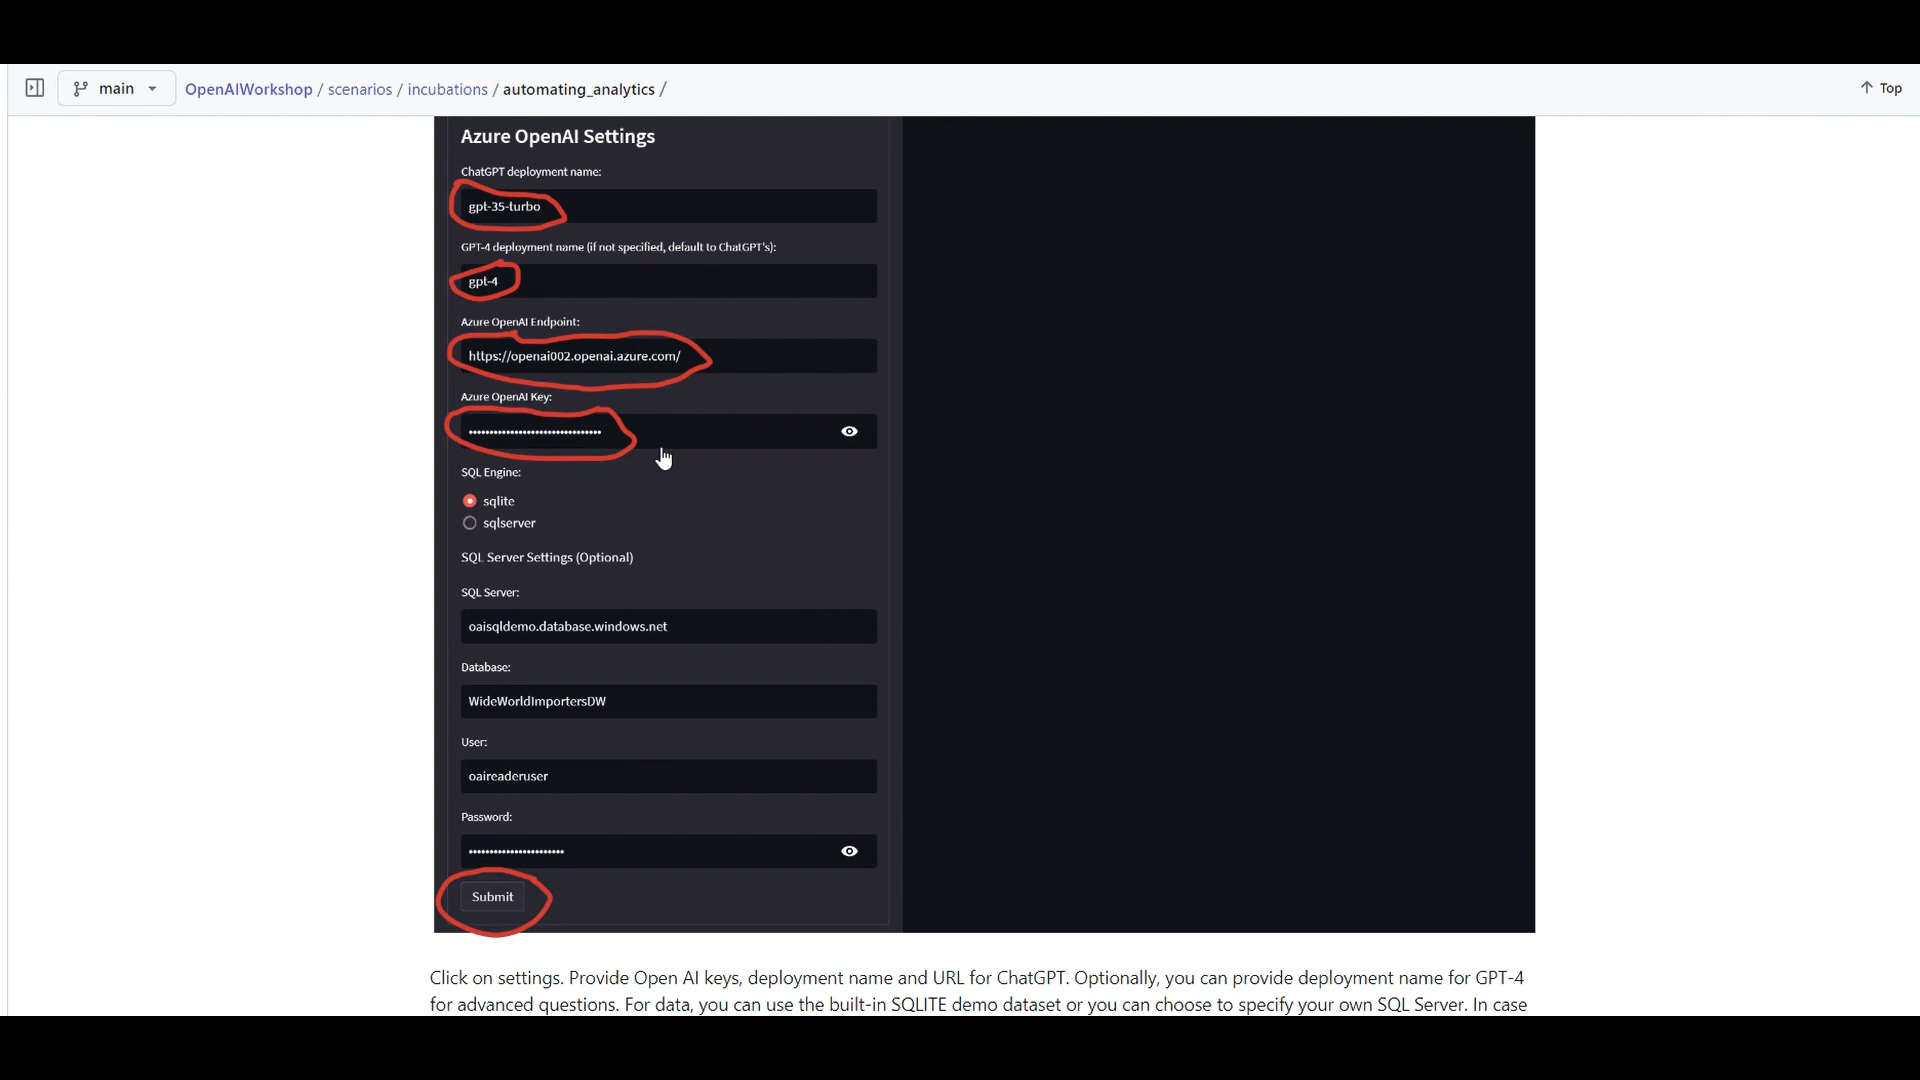 main
OpenAIWorkshop / scenarios / incubations / automating_analytics /
Top
Azure OpenAI Settings
ChatGPT deployment name:
gpt-35-turbo
GPT-4 deployment name (if not specified, default to ChatGPT's):
gpt-4
Azure OpenAI Endpoint:
https://openai002.openai.azure.com/
Azure OpenAI Key:
SQL Engine:
sqlite
sqlserver
SQL Server Settings (Optional)
SQL Server:
oaisqldemo.database.windows.net
Database:
WideWorldImportersDW
User:
oaireaderuser
Password:
Submit
Click on settings. Provide Open AI keys, deployment name and URL for ChatGPT. Optionally, you can provide deployment name for GPT-4
for advanced questions. For data, you can use the built-in SQLITE demo dataset or you can choose to specify your own SQL Server. In case